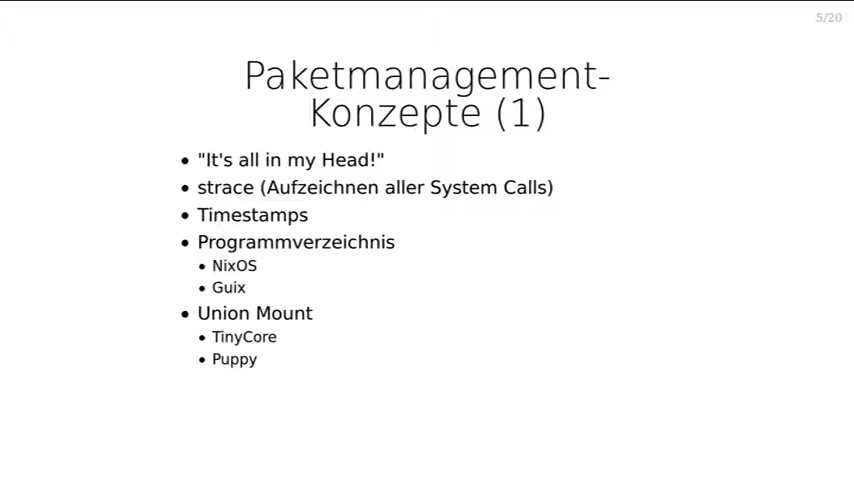 5/20
Paketmanagement-
Konzepte (1)
• "It's all in my Head!"
• strace (Aufzeichnen aller System Calls)
• Timestamps
• Programmverzeichnis
• NixOS
• Guix
• Union Mount
• TinyCore
• Puppy